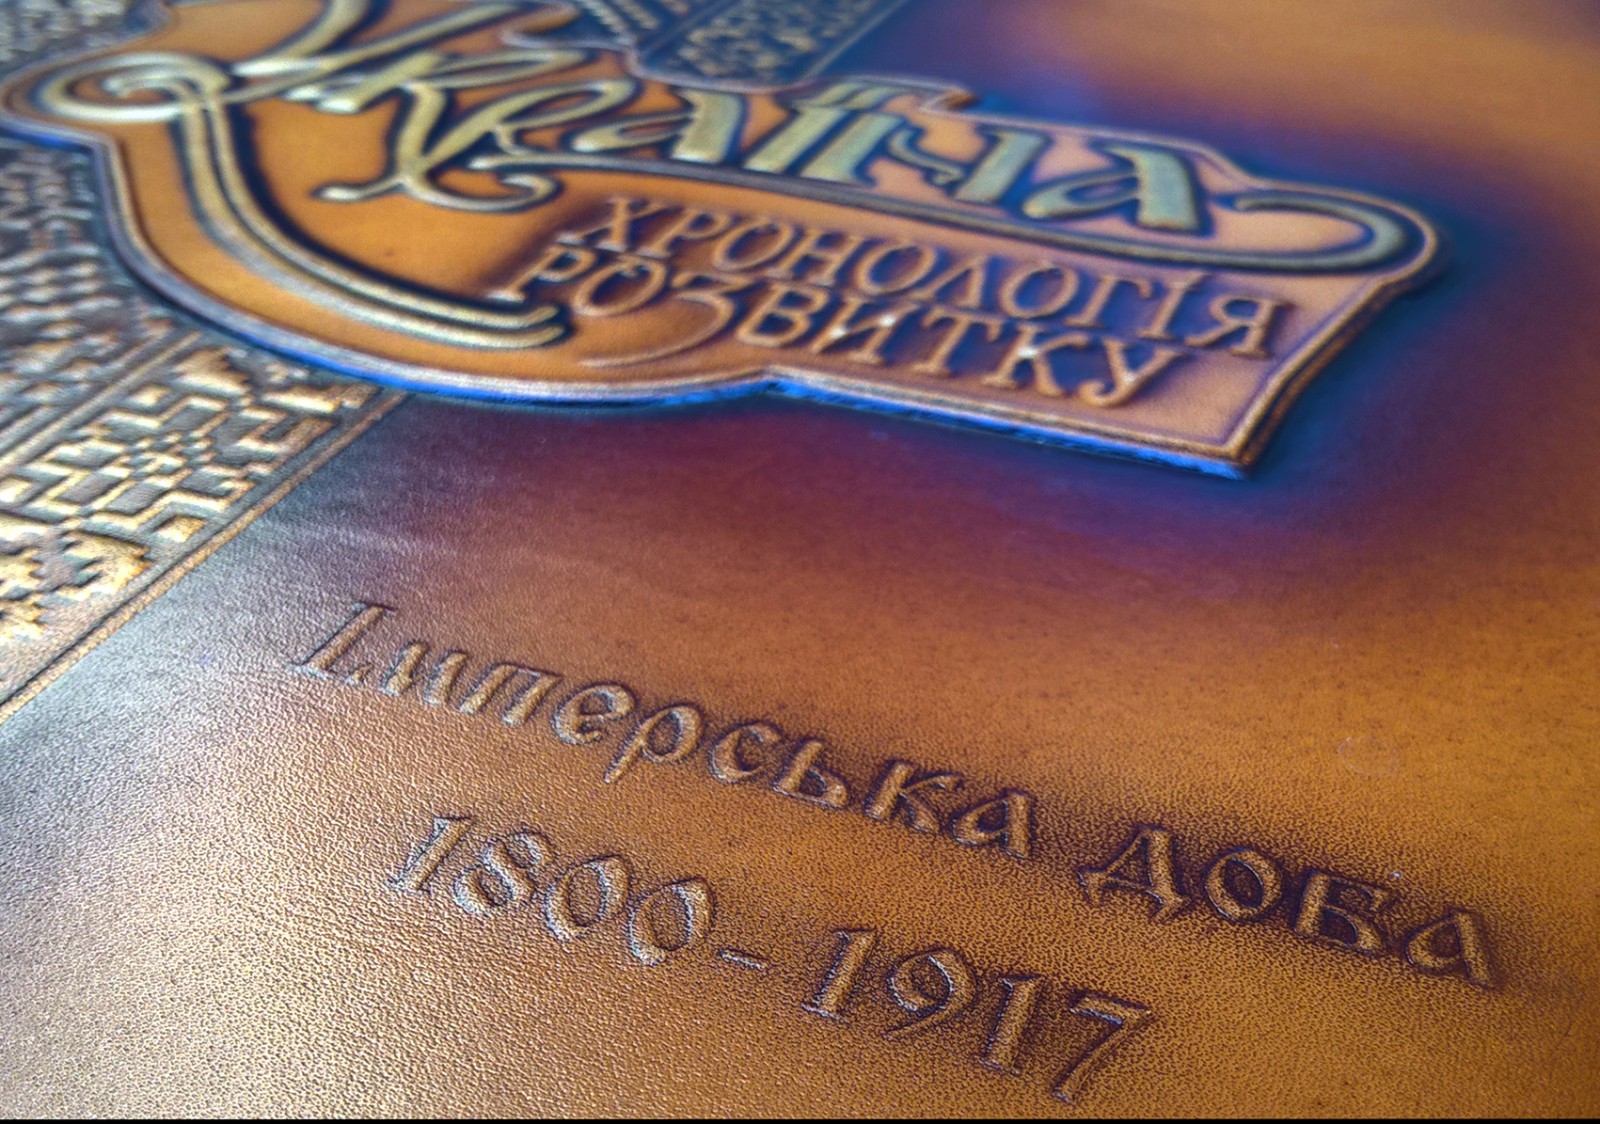 Україна
ХРОНОЛОГІЯ
РОЗВИТКУ
Імперська доба
1800-1917